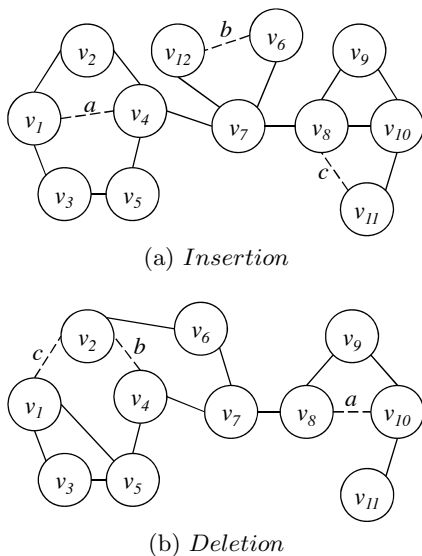 v2 v12 b v6 v9
v1 a v4 v7 v8 v10
c
v3 v5 v11
(a) Insertion
v2 v6 v9
c b
v1 v4 v7 v8 a v10
v3 v5 v11
(b) Deletion